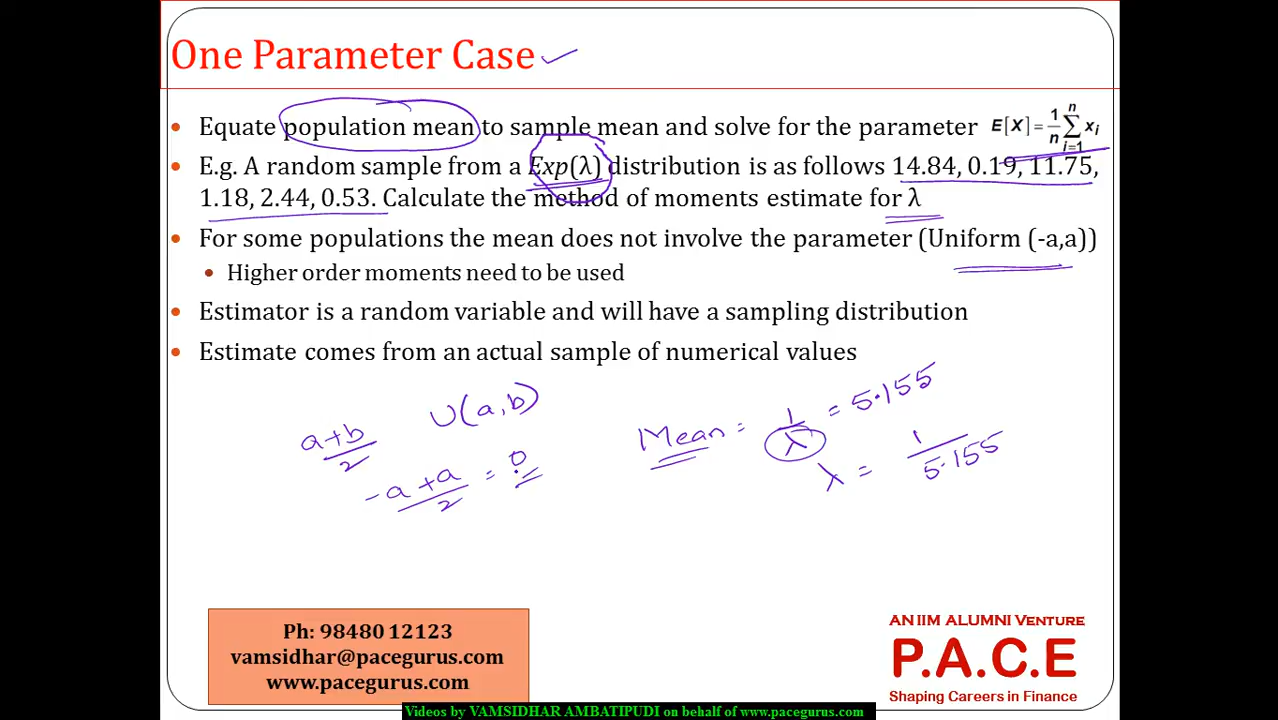 One Parameter Case
• Equate population mean to sample mean and solve for the parameter E[X] = 1/n ∑ᵢ₌₁ⁿ xᵢ
• E.g. A random sample from a Exp(λ) distribution is as follows 14.84, 0.19, 11.75,
1.18, 2.44, 0.53. Calculate the method of moments estimate for λ
• For some populations the mean does not involve the parameter (Uniform (-a,a))
• Higher order moments need to be used
• Estimator is a random variable and will have a sampling distribution
• Estimate comes from an actual sample of numerical values
U(a,b)
a+b/2
-a+a/2 = 0
Mean = 1/λ = 5.155
λ = 1/5.155
Ph: 98480 12123
vamsidhar@pacegurus.com
www.pacegurus.com
AN IIM ALUMNI VENTURE
P.A.C.E
Shaping Careers in Finance
Videos by VAMSIDHAR AMBATIPUDI on behalf of www.pacegurus.com